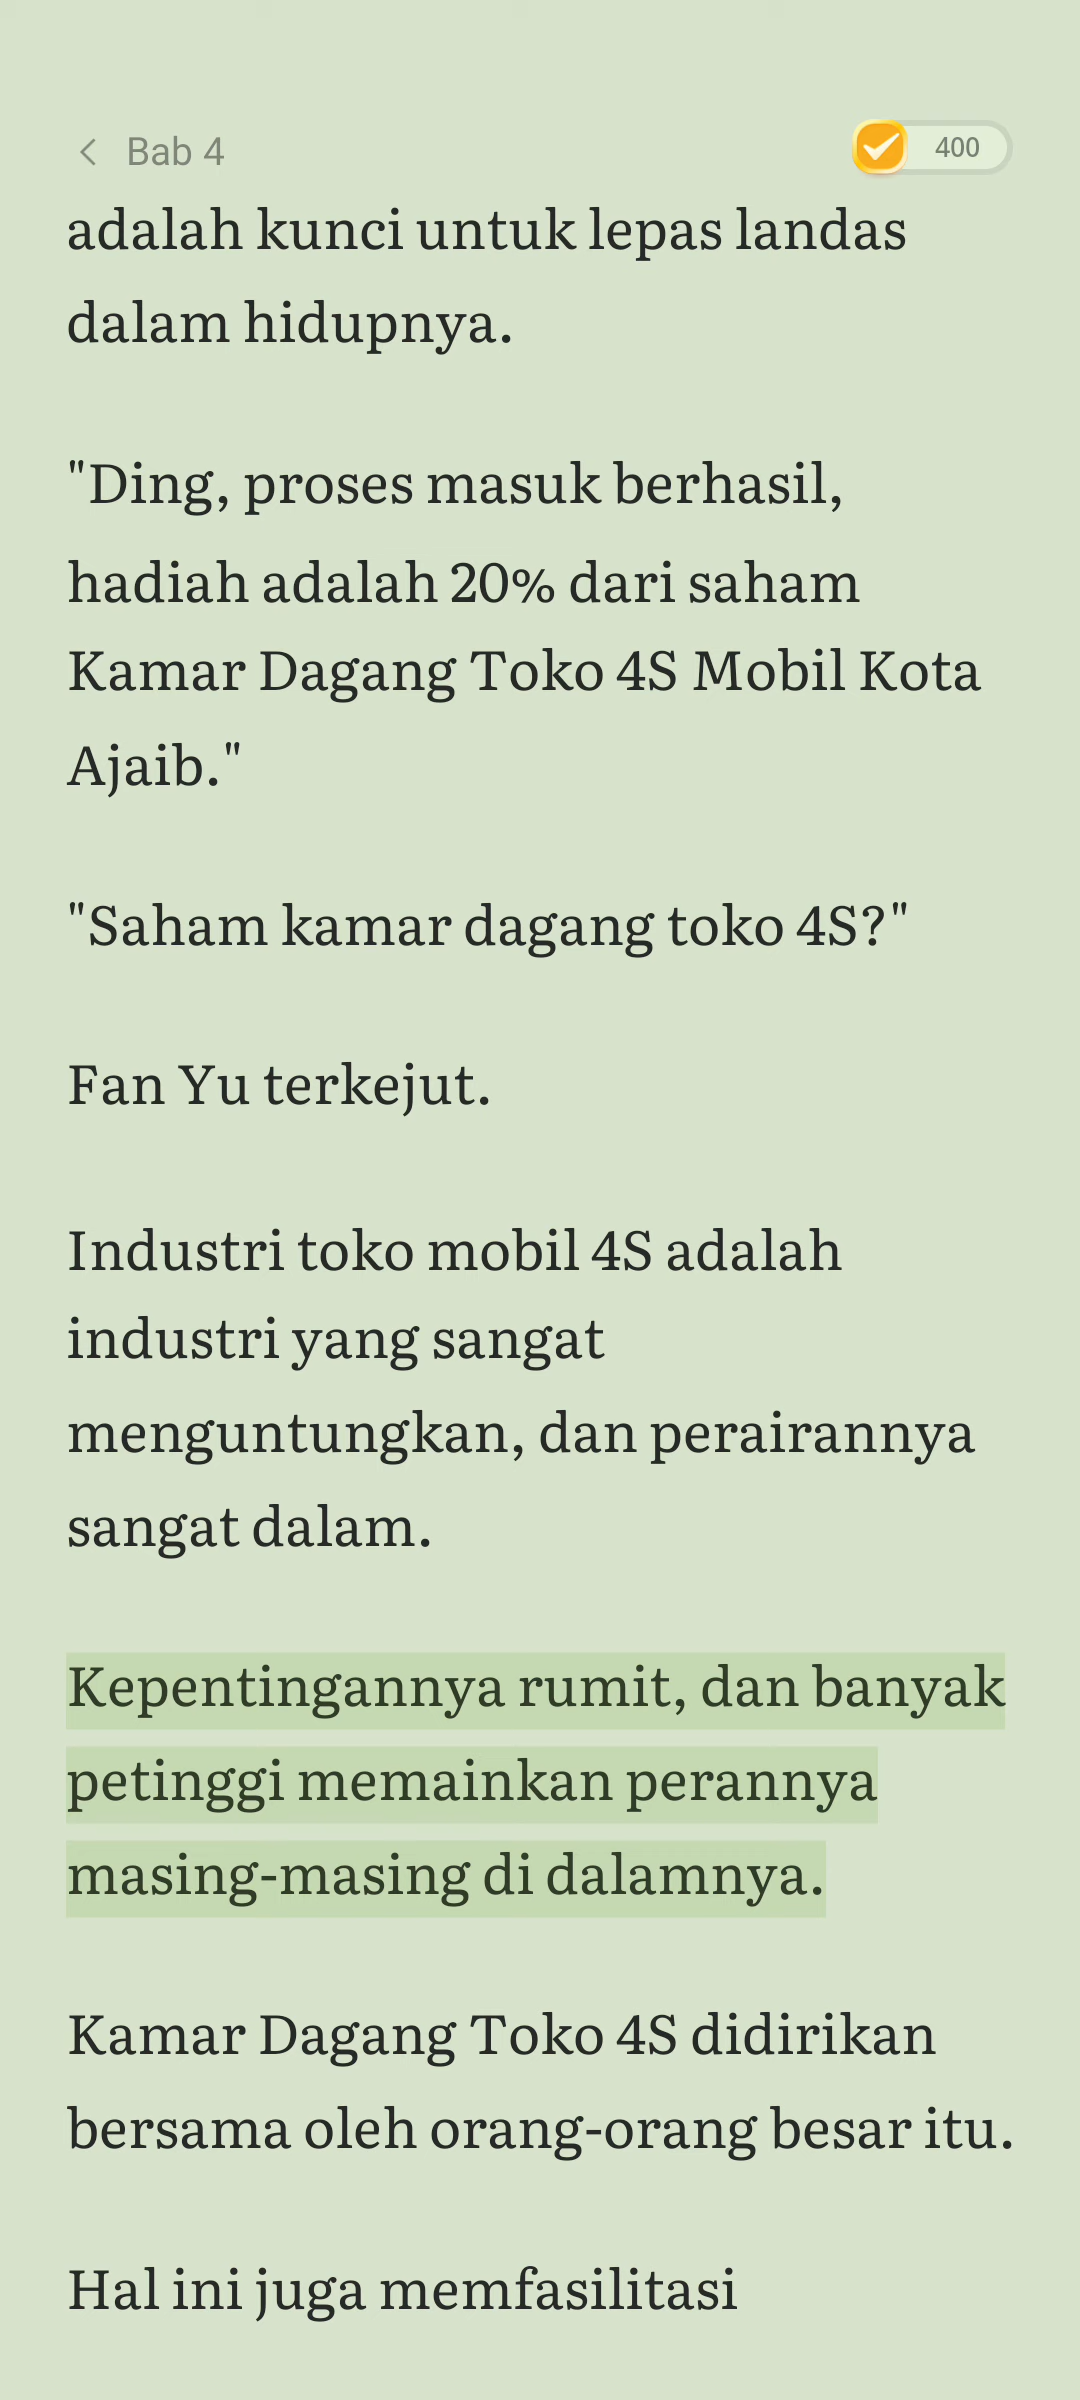 Bab 4
400
adalah kunci untuk lepas landas
dalam hidupnya.
"Ding, proses masuk berhasil,
hadiah adalah 20% dari saham
Kamar Dagang Toko 4S Mobil Kota
Ajaib."
"Saham kamar dagang toko 4S?"
Fan Yu terkejut.
Industri toko mobil 4S adalah
industri yang sangat
menguntungkan, dan perairannya
sangat dalam.
Kepentingannya rumit, dan banyak
petinggi memainkan perannya
masing-masing di dalamnya.
Kamar Dagang Toko 4S didirikan
bersama oleh orang-orang besar itu.
Hal ini juga memfasilitasi